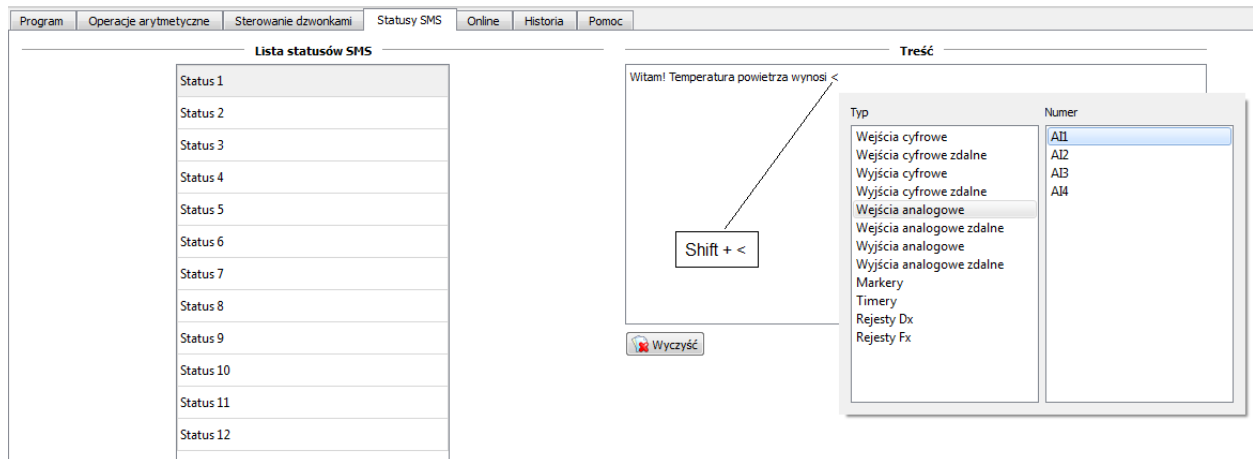 Program
Operacje arytmetyczne
Sterowanie dzwonkami
Statusy SMS
Online
Historia
Pomoc
Lista statusów SMS
Status 1
Status 2
Status 3
Status 4
Status 5
Status 6
Status 7
Status 8
Status 9
Status 10
Status 11
Status 12
Treść
Witam! Temperatura powietrza wynosi <
Shift + <
Wyczyść
Typ
Wejścia cyfrowe
Wejścia cyfrowe zdalne
Wyjścia cyfrowe
Wyjścia cyfrowe zdalne
Wejścia analogowe
Wejścia analogowe zdalne
Wyjścia analogowe
Wyjścia analogowe zdalne
Markery
Timery
Rejesty Dx
Rejesty Fx
Numer
AI1
AI2
AI3
AI4